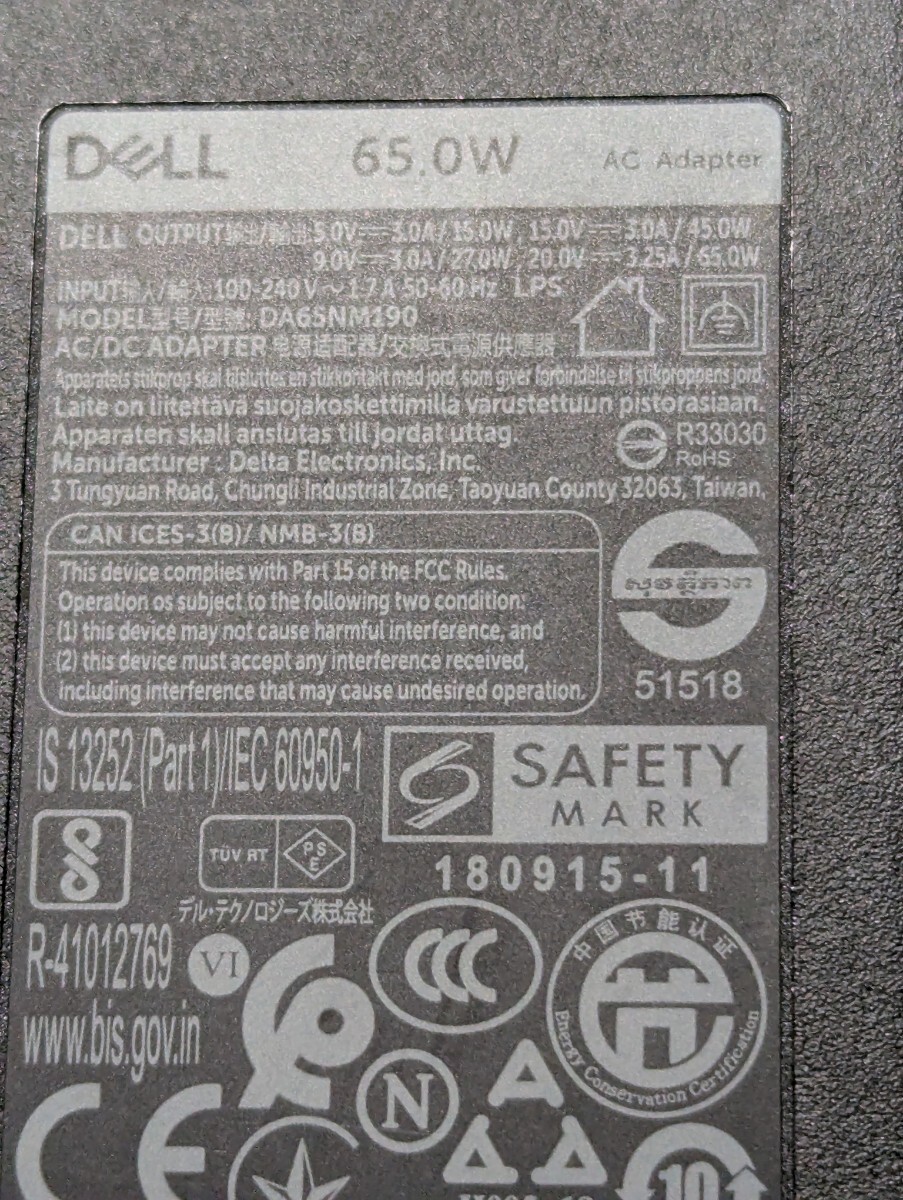 DELL 65.0W AC Adapter
DELL OUTPUT输出/輸出:5.0V⎓3.0A/15.0W, 15.0V⎓3.0A/45.0W
9.0V⎓3.0A/27.0W, 20.0V⎓3.25A/65.0W
INPUT输入/輸入:100-240V~1.7A 50-60Hz LPS
MODEL型号/型號: DA65NM190
AC/DC ADAPTER 电源适配器/交換式電源供應器
Apparatets stikprop skal tilsluttes en stikkontakt med jord, som giver forbindelse til stikproppens jord.
Laite on liitettävä suojakoskettimilla varustettuun pistorasiaan.
Apparaten skall anslutas till jordat uttag.
R33030
RoHS
Manufacturer : Delta Electronics, Inc.
3 Tungyuan Road, Chungli Industrial Zone, Taoyuan County 32063, Taiwan.
CAN ICES-3(B)/ NMB-3(B)
This device complies with Part 15 of the FCC Rules.
Operation os subject to the following two condition:
(1) this device may not cause harmful interference, and
(2) this device must accept any interference received,
including interference that may cause undesired operation.
51518
IS 13252 (Part 1)/IEC 60950-1
SAFETY
MARK
TÜV RT
PS
E
180915-11
デル・テクノロジーズ株式会社
R-41012769
VI
CCC
中国节能认证
Energy Conservation Certification
www.bis.gov.in
N
CE
10